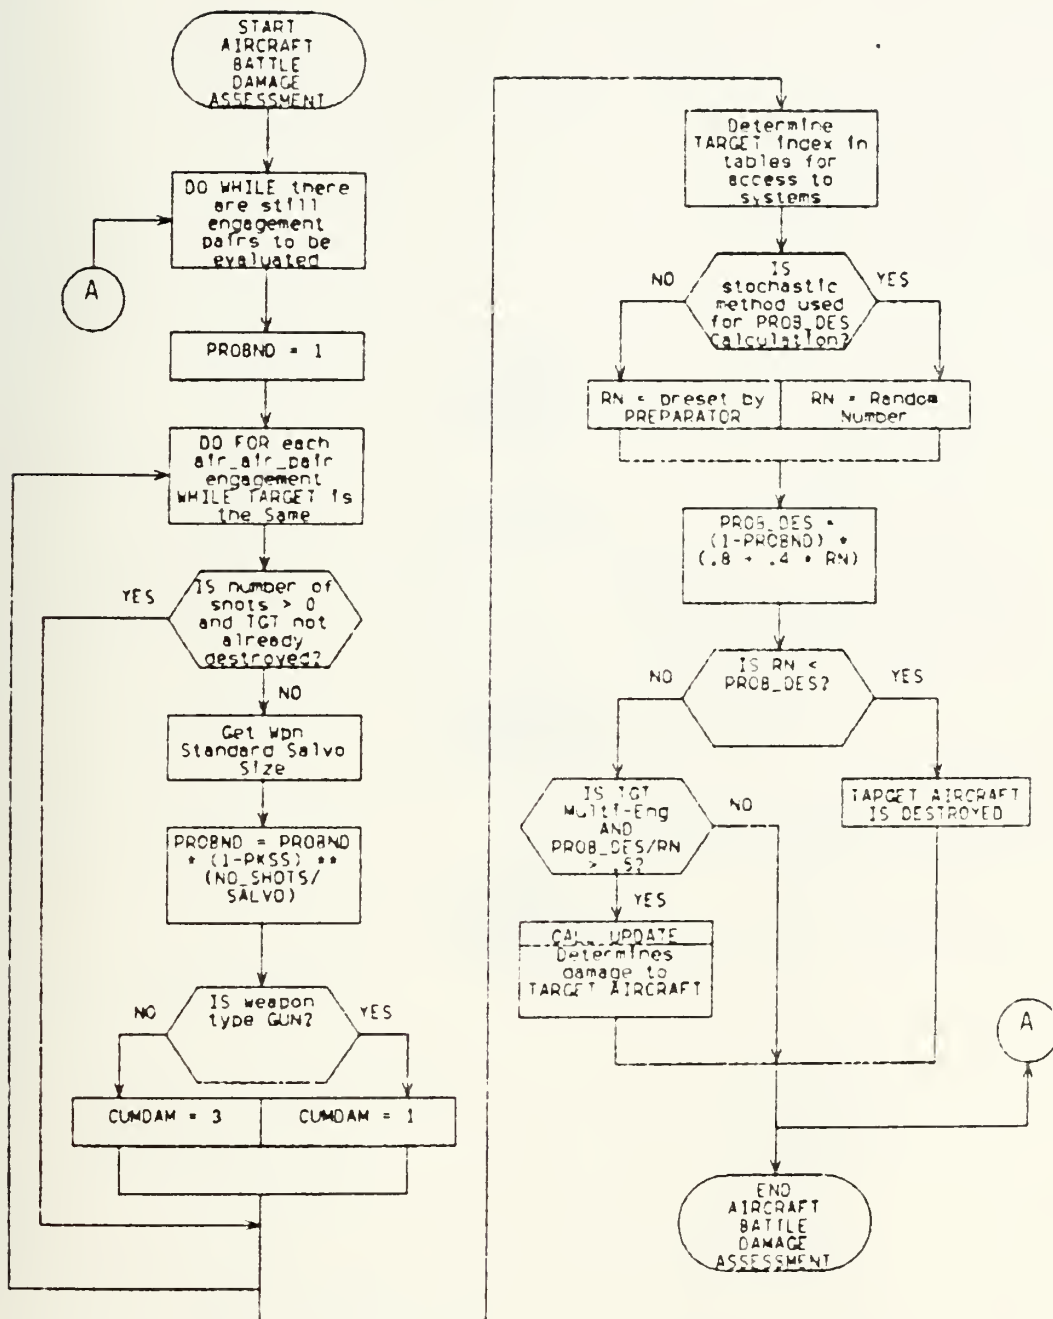 START
AIRCRAFT
BATTLE
DAMAGE
ASSESSMENT
DO WHILE there
are still
engagement
pairs to be
evaluated
A
PROBND = 1
DO FOR each
air_air_pair
engagement
WHILE TARGET is
the Same
IS number of
shots > 0
and TGT not
already
destroyed?
YES
NO
Get Wpn
Standard Salvo
Size
PROBND = PROBND
* (1-PKSS) **
(NO_SHOTS/
SALVO)
IS weapon
type GUN?
NO
YES
CUMDAM = 3
CUMDAM = 1
Determine
TARGET index in
tables for
access to
systems
IS
stochastic
method used
for PROB_DES
Calculation?
NO
YES
RN = preset by
PREPARATOR
RN = Random
Number
PROB_DES =
(1-PROBND) *
(.8 + .4 * RN)
IS RN <
PROB_DES?
NO
YES
IS TGT
Multi-Eng
AND
PROB_DES/RN
> .5?
NO
YES
TARGET AIRCRAFT
IS DESTROYED
CALL UPDATE
Determines
damage to
TARGET AIRCRAFT
A
END
AIRCRAFT
BATTLE
DAMAGE
ASSESSMENT